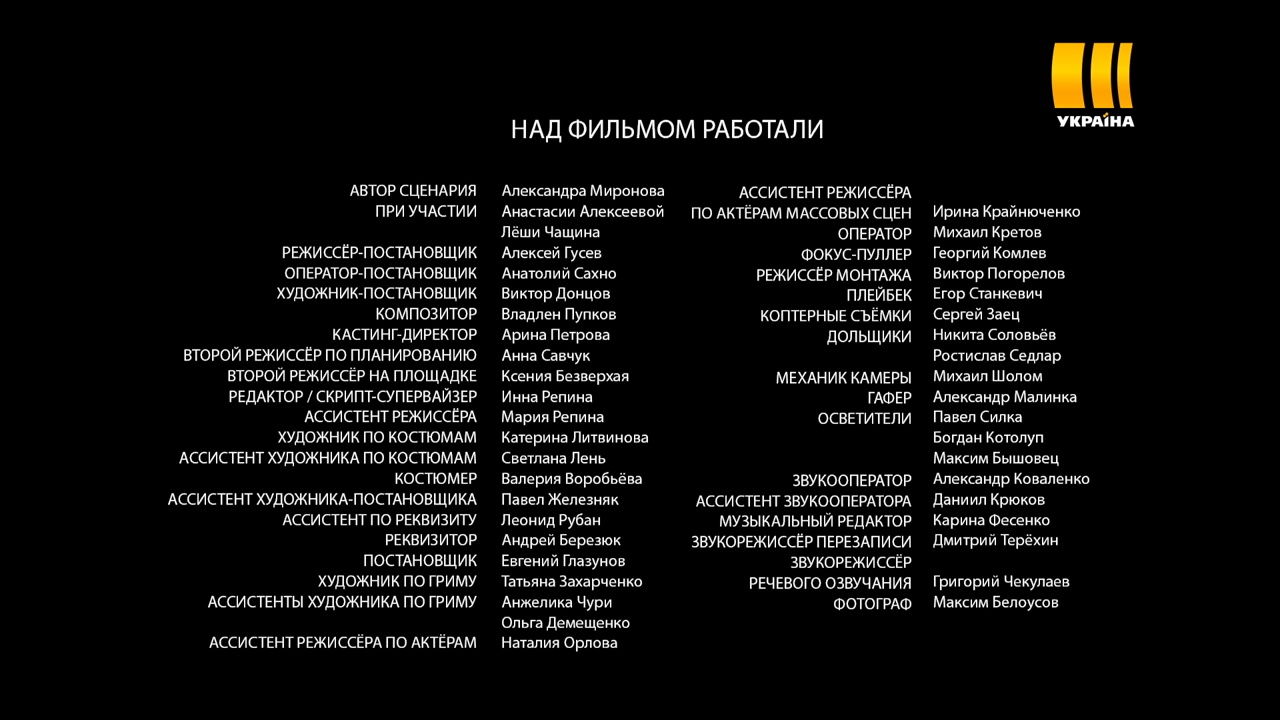 УКРАЇНА
НАД ФИЛЬМОМ РАБОТАЛИ
АВТОР СЦЕНАРИЯ Александра Миронова
ПРИ УЧАСТИИ Анастасии Алексеевой
Лёши Чащина
РЕЖИССЁР-ПОСТАНОВЩИК Алексей Гусев
ОПЕРАТОР-ПОСТАНОВЩИК Анатолий Сахно
ХУДОЖНИК-ПОСТАНОВЩИК Виктор Донцов
КОМПОЗИТОР Владлен Пупков
КАСТИНГ-ДИРЕКТОР Арина Петрова
ВТОРОЙ РЕЖИССЁР ПО ПЛАНИРОВАНИЮ Анна Савчук
ВТОРОЙ РЕЖИССЁР НА ПЛОЩАДКЕ Ксения Безверхая
РЕДАКТОР / СКРИПТ-СУПЕРВАЙЗЕР Инна Репина
АССИСТЕНТ РЕЖИССЁРА Мария Репина
ХУДОЖНИК ПО КОСТЮМАМ Катерина Литвинова
АССИСТЕНТ ХУДОЖНИКА ПО КОСТЮМАМ Светлана Лень
КОСТЮМЕР Валерия Воробьёва
АССИСТЕНТ ХУДОЖНИКА-ПОСТАНОВЩИКА Павел Железняк
АССИСТЕНТ ПО РЕКВИЗИТУ Леонид Рубан
РЕКВИЗИТОР Андрей Березюк
ПОСТАНОВЩИК Евгений Глазунов
ХУДОЖНИК ПО ГРИМУ Татьяна Захарченко
АССИСТЕНТЫ ХУДОЖНИКА ПО ГРИМУ Анжелика Чури
Ольга Демещенко
АССИСТЕНТ РЕЖИССЁРА ПО АКТЁРАМ Наталия Орлова
АССИСТЕНТ РЕЖИССЁРА
ПО АКТЁРАМ МАССОВЫХ СЦЕН Ирина Крайнюченко
ОПЕРАТОР Михаил Кретов
ФОКУС-ПУЛЛЕР Георгий Комлев
РЕЖИССЁР МОНТАЖА Виктор Погорелов
ПЛЕЙБЕК Егор Станкевич
КОПТЕРНЫЕ СЪЁМКИ Сергей Заец
ДОЛЬЩИКИ Никита Соловьёв
Ростислав Седлар
МЕХАНИК КАМЕРЫ Михаил Шолом
ГАФЕР Александр Малинка
ОСВЕТИТЕЛИ Павел Силка
Богдан Котолуп
Максим Бышовец
ЗВУКООПЕРАТОР Александр Коваленко
АССИСТЕНТ ЗВУКООПЕРАТОРА Даниил Крюков
МУЗЫКАЛЬНЫЙ РЕДАКТОР Карина Фесенко
ЗВУКОРЕЖИССЁР ПЕРЕЗАПИСИ Дмитрий Терёхин
ЗВУКОРЕЖИССЁР
РЕЧЕВОГО ОЗВУЧАНИЯ Григорий Чекулаев
ФОТОГРАФ Максим Белоусов